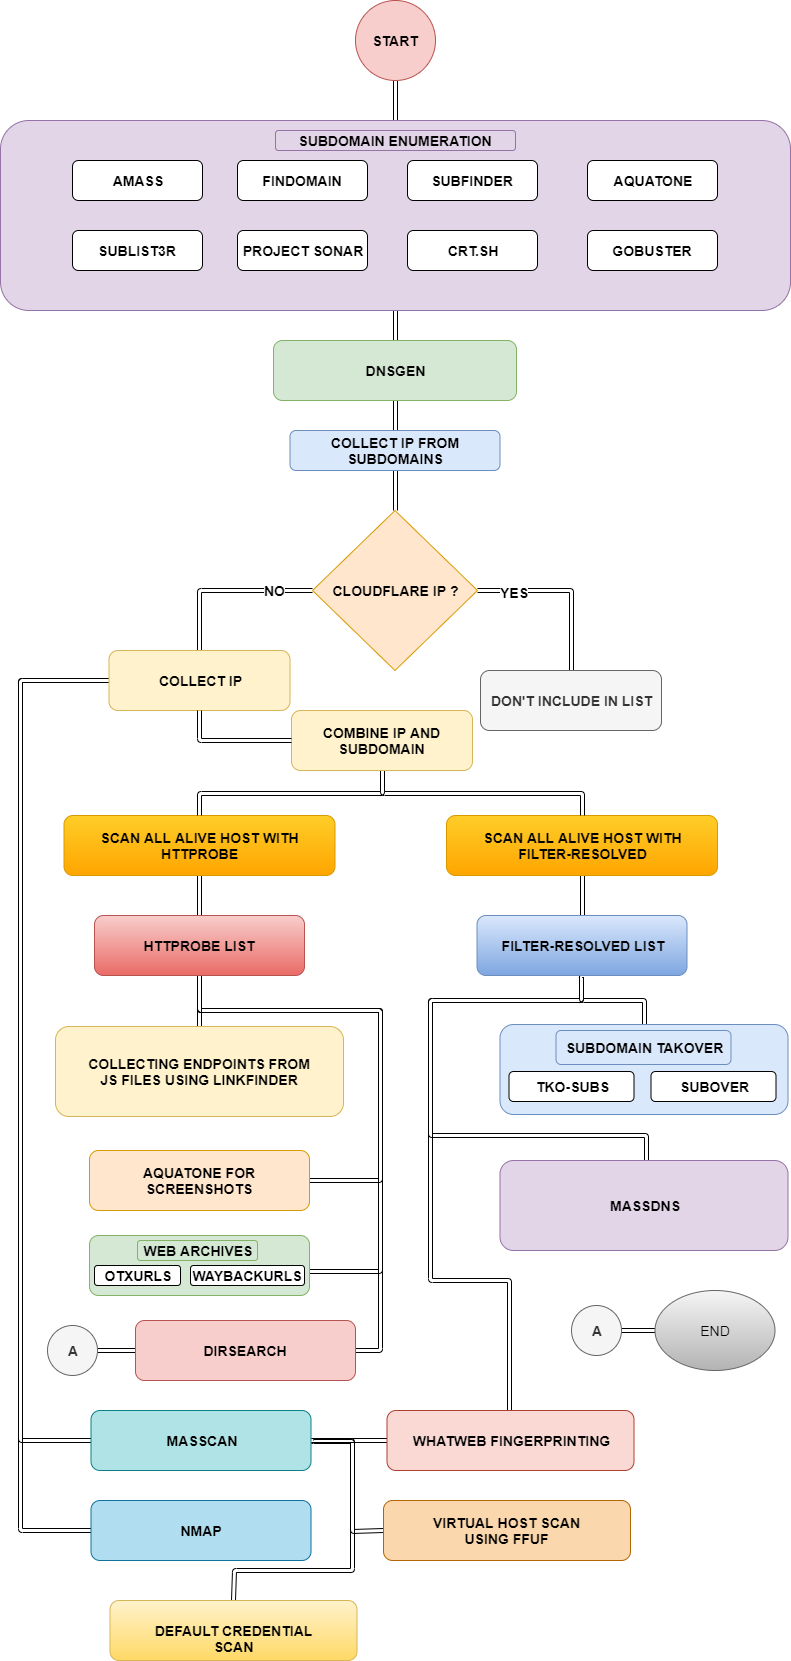 START
SUBDOMAIN ENUMERATION
AMASS
FINDOMAIN
SUBFINDER
AQUATONE
SUBLIST3R
PROJECT SONAR
CRT.SH
GOBUSTER
DNSGEN
COLLECT IP FROM
SUBDOMAINS
CLOUDFLARE IP ?
NO
YES
COLLECT IP
DON'T INCLUDE IN LIST
COMBINE IP AND
SUBDOMAIN
SCAN ALL ALIVE HOST WITH
HTTPROBE
SCAN ALL ALIVE HOST WITH
FILTER-RESOLVED
HTTPROBE LIST
FILTER-RESOLVED LIST
COLLECTING ENDPOINTS FROM
JS FILES USING LINKFINDER
SUBDOMAIN TAKOVER
TKO-SUBS
SUBOVER
AQUATONE FOR
SCREENSHOTS
MASSDNS
WEB ARCHIVES
OTXURLS
WAYBACKURLS
A
DIRSEARCH
A
END
MASSCAN
WHATWEB FINGERPRINTING
NMAP
VIRTUAL HOST SCAN
USING FFUF
DEFAULT CREDENTIAL
SCAN